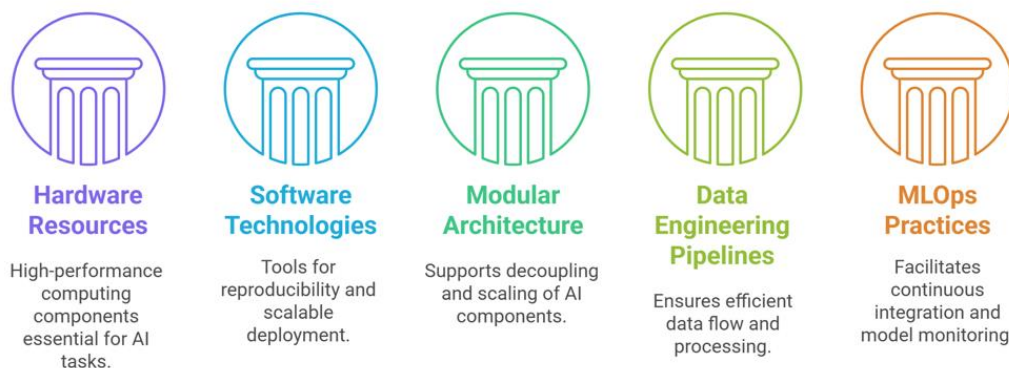 Hardware
Resources
High-performance
computing
components
essential for AI
tasks.
Software
Technologies
Tools for
reproducibility and
scalable
deployment.
Modular
Architecture
Supports decoupling
and scaling of AI
components.
Data
Engineering
Pipelines
Ensures efficient
data flow and
processing.
MLOps
Practices
Facilitates
continuous
integration and
model monitoring